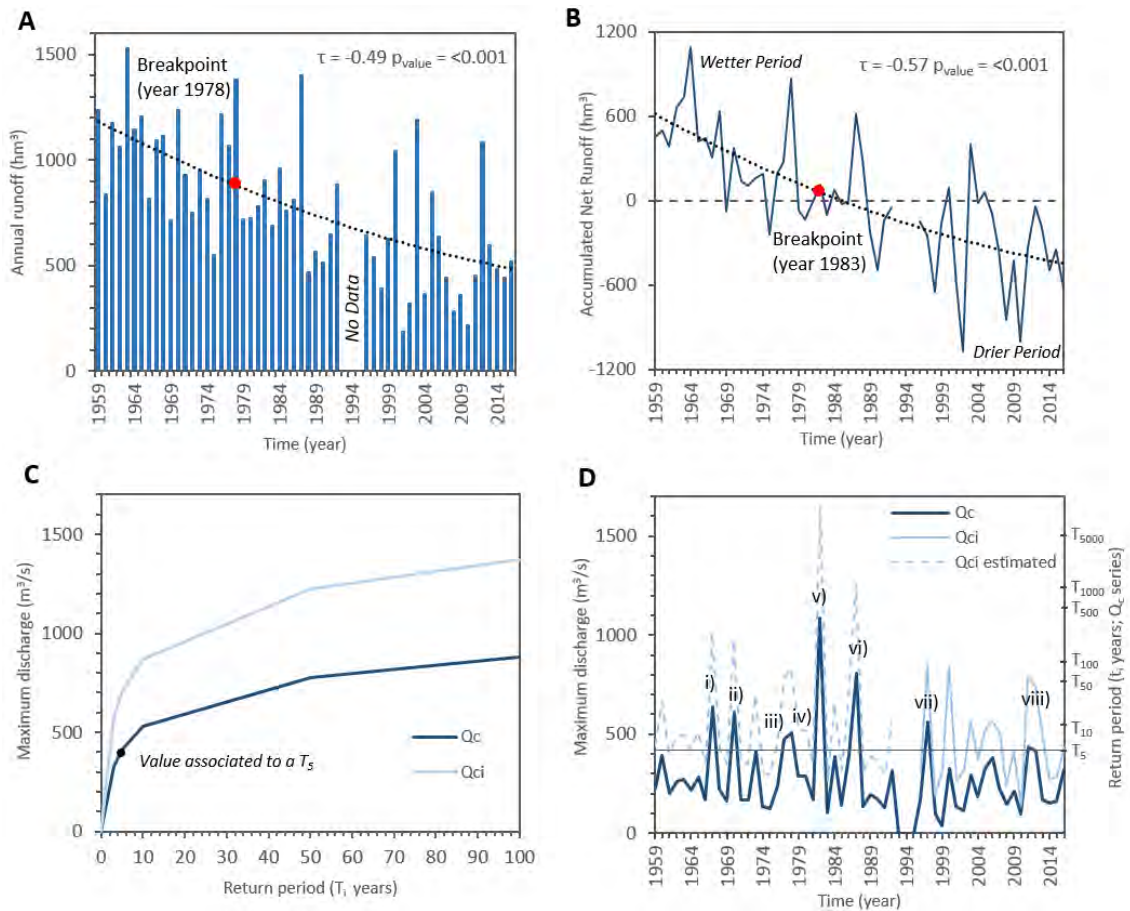 A
τ = -0.49 p value = <0.001
Breakpoint
(year 1978)
Annual runoff (hm³)
1500
1000
500
0
No Data
1959
1964
1969
1974
1979
1984
1989
1994
1999
2004
2009
2014
Time (year)
B
Wetter Period
τ = -0.57 p value = <0.001
Accumulated Net Runoff (hm³)
1200
600
0
-600
-1200
Breakpoint
(year 1983)
Drier Period
1959
1964
1969
1974
1979
1984
1989
1994
1999
2004
2009
2014
Time (year)
C
Maximum discharge (m³/s)
1500
1000
500
0
Qc
Qci
Value associated to a T5
0
10
20
30
40
50
60
70
80
90
100
Return period (Ti, years)
D
Qc
Qci
Qci estimated
Maximum discharge (m³/s)
1500
1000
500
0
i)
ii)
iii)
iv)
v)
vi)
vii)
viii)
T5000
T1000
T500
T100
T50
T10
T5
Return period (ti, years; Qc series)
1959
1964
1969
1974
1979
1984
1989
1994
1999
2004
2009
2014
Time (year)